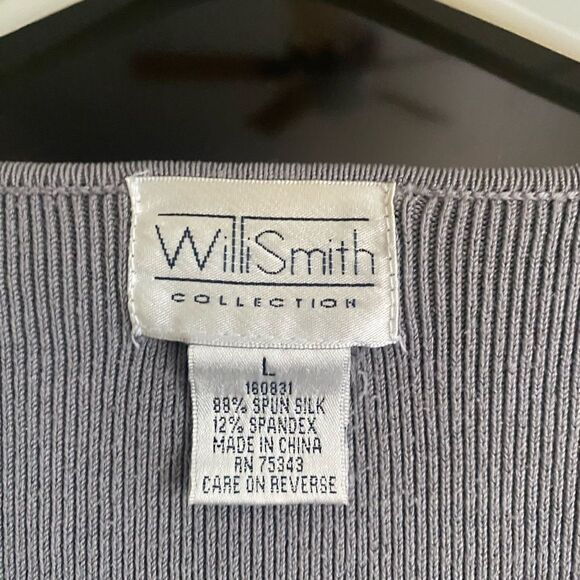 WilliSmith
COLLECTION
L
160831
88% SPUN SILK
12% SPANDEX
MADE IN CHINA
RN 75343
CARE ON REVERSE